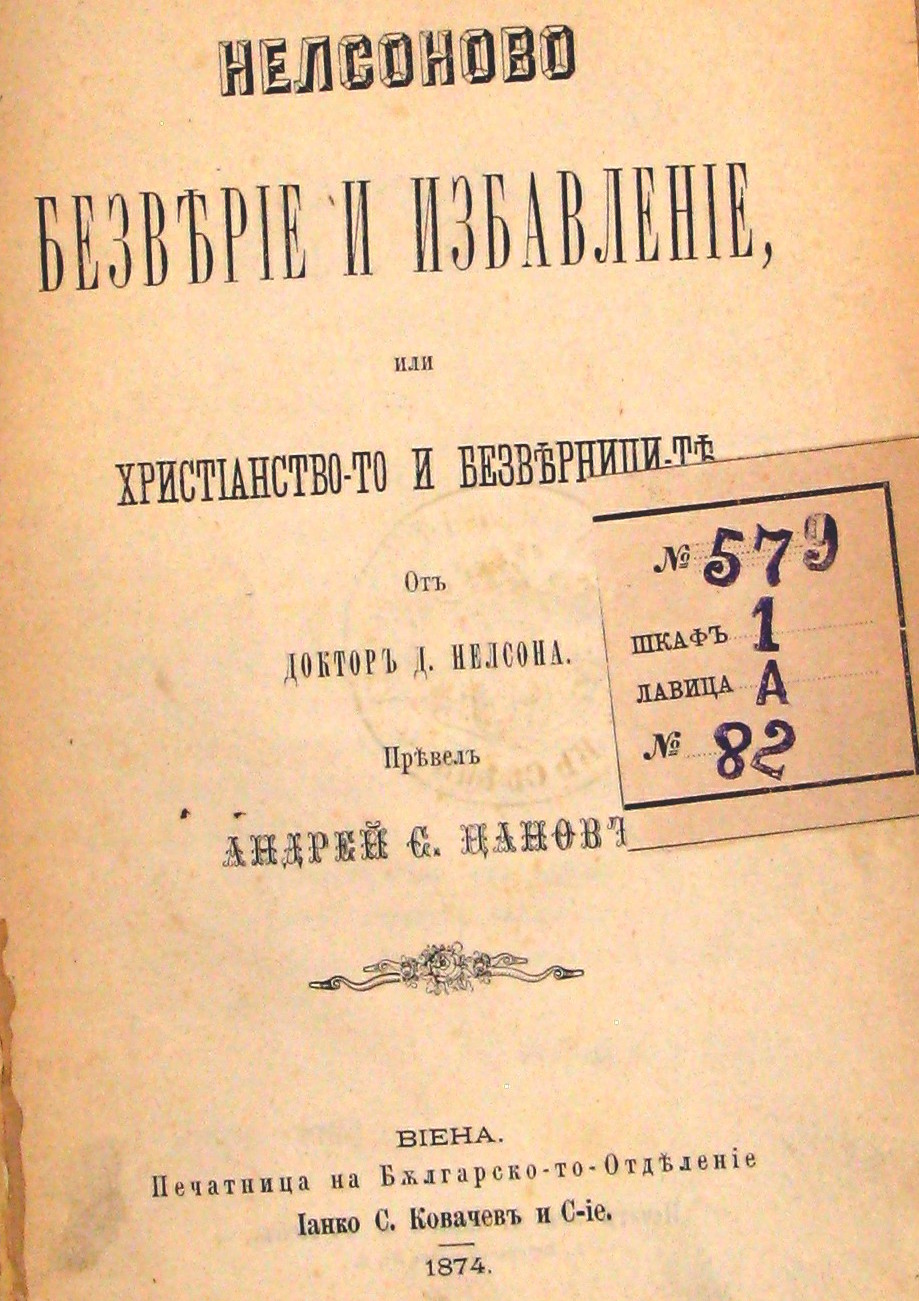 НЕЛСОНОВО
БЕЗВѢРІЕ И ИЗБАВЛЕНІЕ,
или
ХРИСТІАНСТВО-ТО И БЕЗВѢРНИЦИ-ТѢ
Отъ
ДОКТОРЪ Д. НЕЛСОНА.
Прѣвелъ
АНДРЕЙ С. ЦАНОВЪ
№ 579
ШКАФЪ 1
ЛАВИЦА А
№ 82
ВІЕНА.
Печатница на Бѫлгарско-то-Отдѣленіе
Іанко С. Ковачевъ и С-іе.
1874.